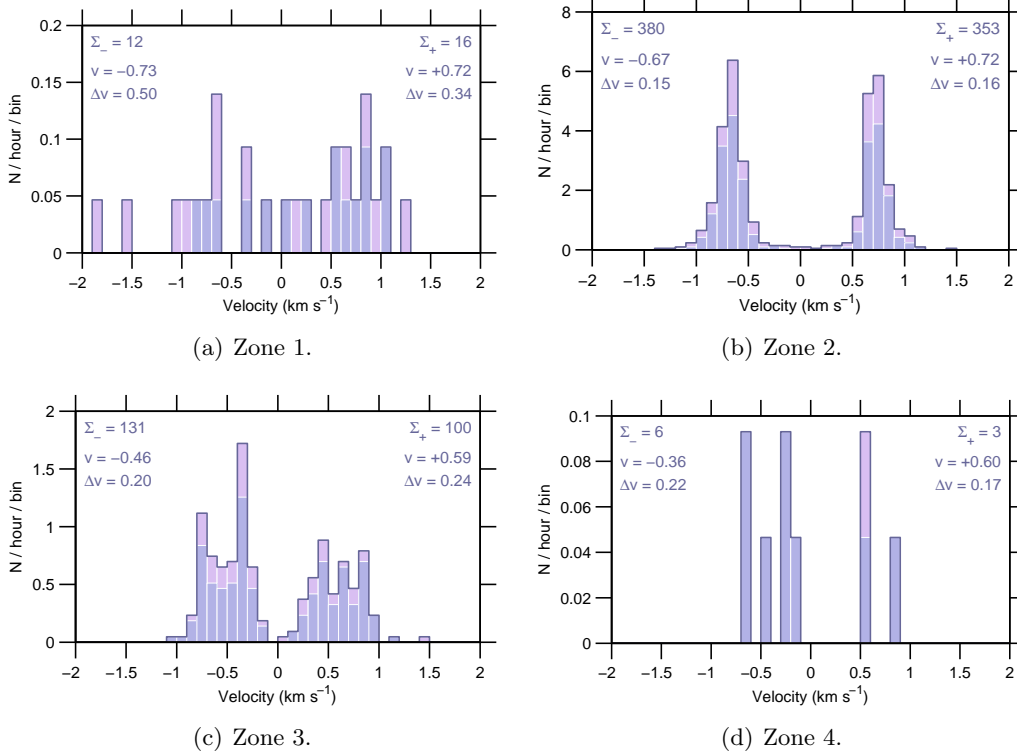 0.2
0.15
0.1
0.05
0
N / hour / bin
Σ₋ = 12
v = −0.73
Δv = 0.50
Σ₊ = 16
v = +0.72
Δv = 0.34
−2 −1.5 −1 −0.5 0 0.5 1 1.5 2
Velocity (km s⁻¹)
(a) Zone 1.
8
6
4
2
0
N / hour / bin
Σ₋ = 380
v = −0.67
Δv = 0.15
Σ₊ = 353
v = +0.72
Δv = 0.16
−2 −1.5 −1 −0.5 0 0.5 1 1.5 2
Velocity (km s⁻¹)
(b) Zone 2.
2
1.5
1
0.5
0
N / hour / bin
Σ₋ = 131
v = −0.46
Δv = 0.20
Σ₊ = 100
v = +0.59
Δv = 0.24
−2 −1.5 −1 −0.5 0 0.5 1 1.5 2
Velocity (km s⁻¹)
(c) Zone 3.
0.1
0.08
0.06
0.04
0.02
0
N / hour / bin
Σ₋ = 6
v = −0.36
Δv = 0.22
Σ₊ = 3
v = +0.60
Δv = 0.17
−2 −1.5 −1 −0.5 0 0.5 1 1.5 2
Velocity (km s⁻¹)
(d) Zone 4.